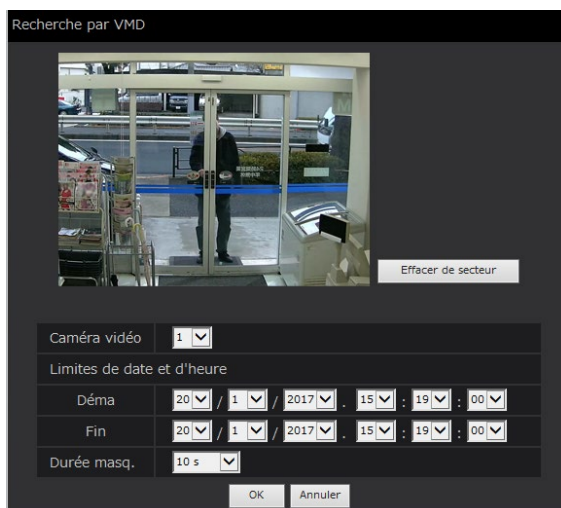 Recherche par VMD
Effacer de secteur
Caméra vidéo 1
Limites de date et d'heure
Déma 20 / 1 / 2017 . 15 : 19 : 00
Fin 20 / 1 / 2017 . 15 : 19 : 00
Durée masq. 10 s
OK Annuler